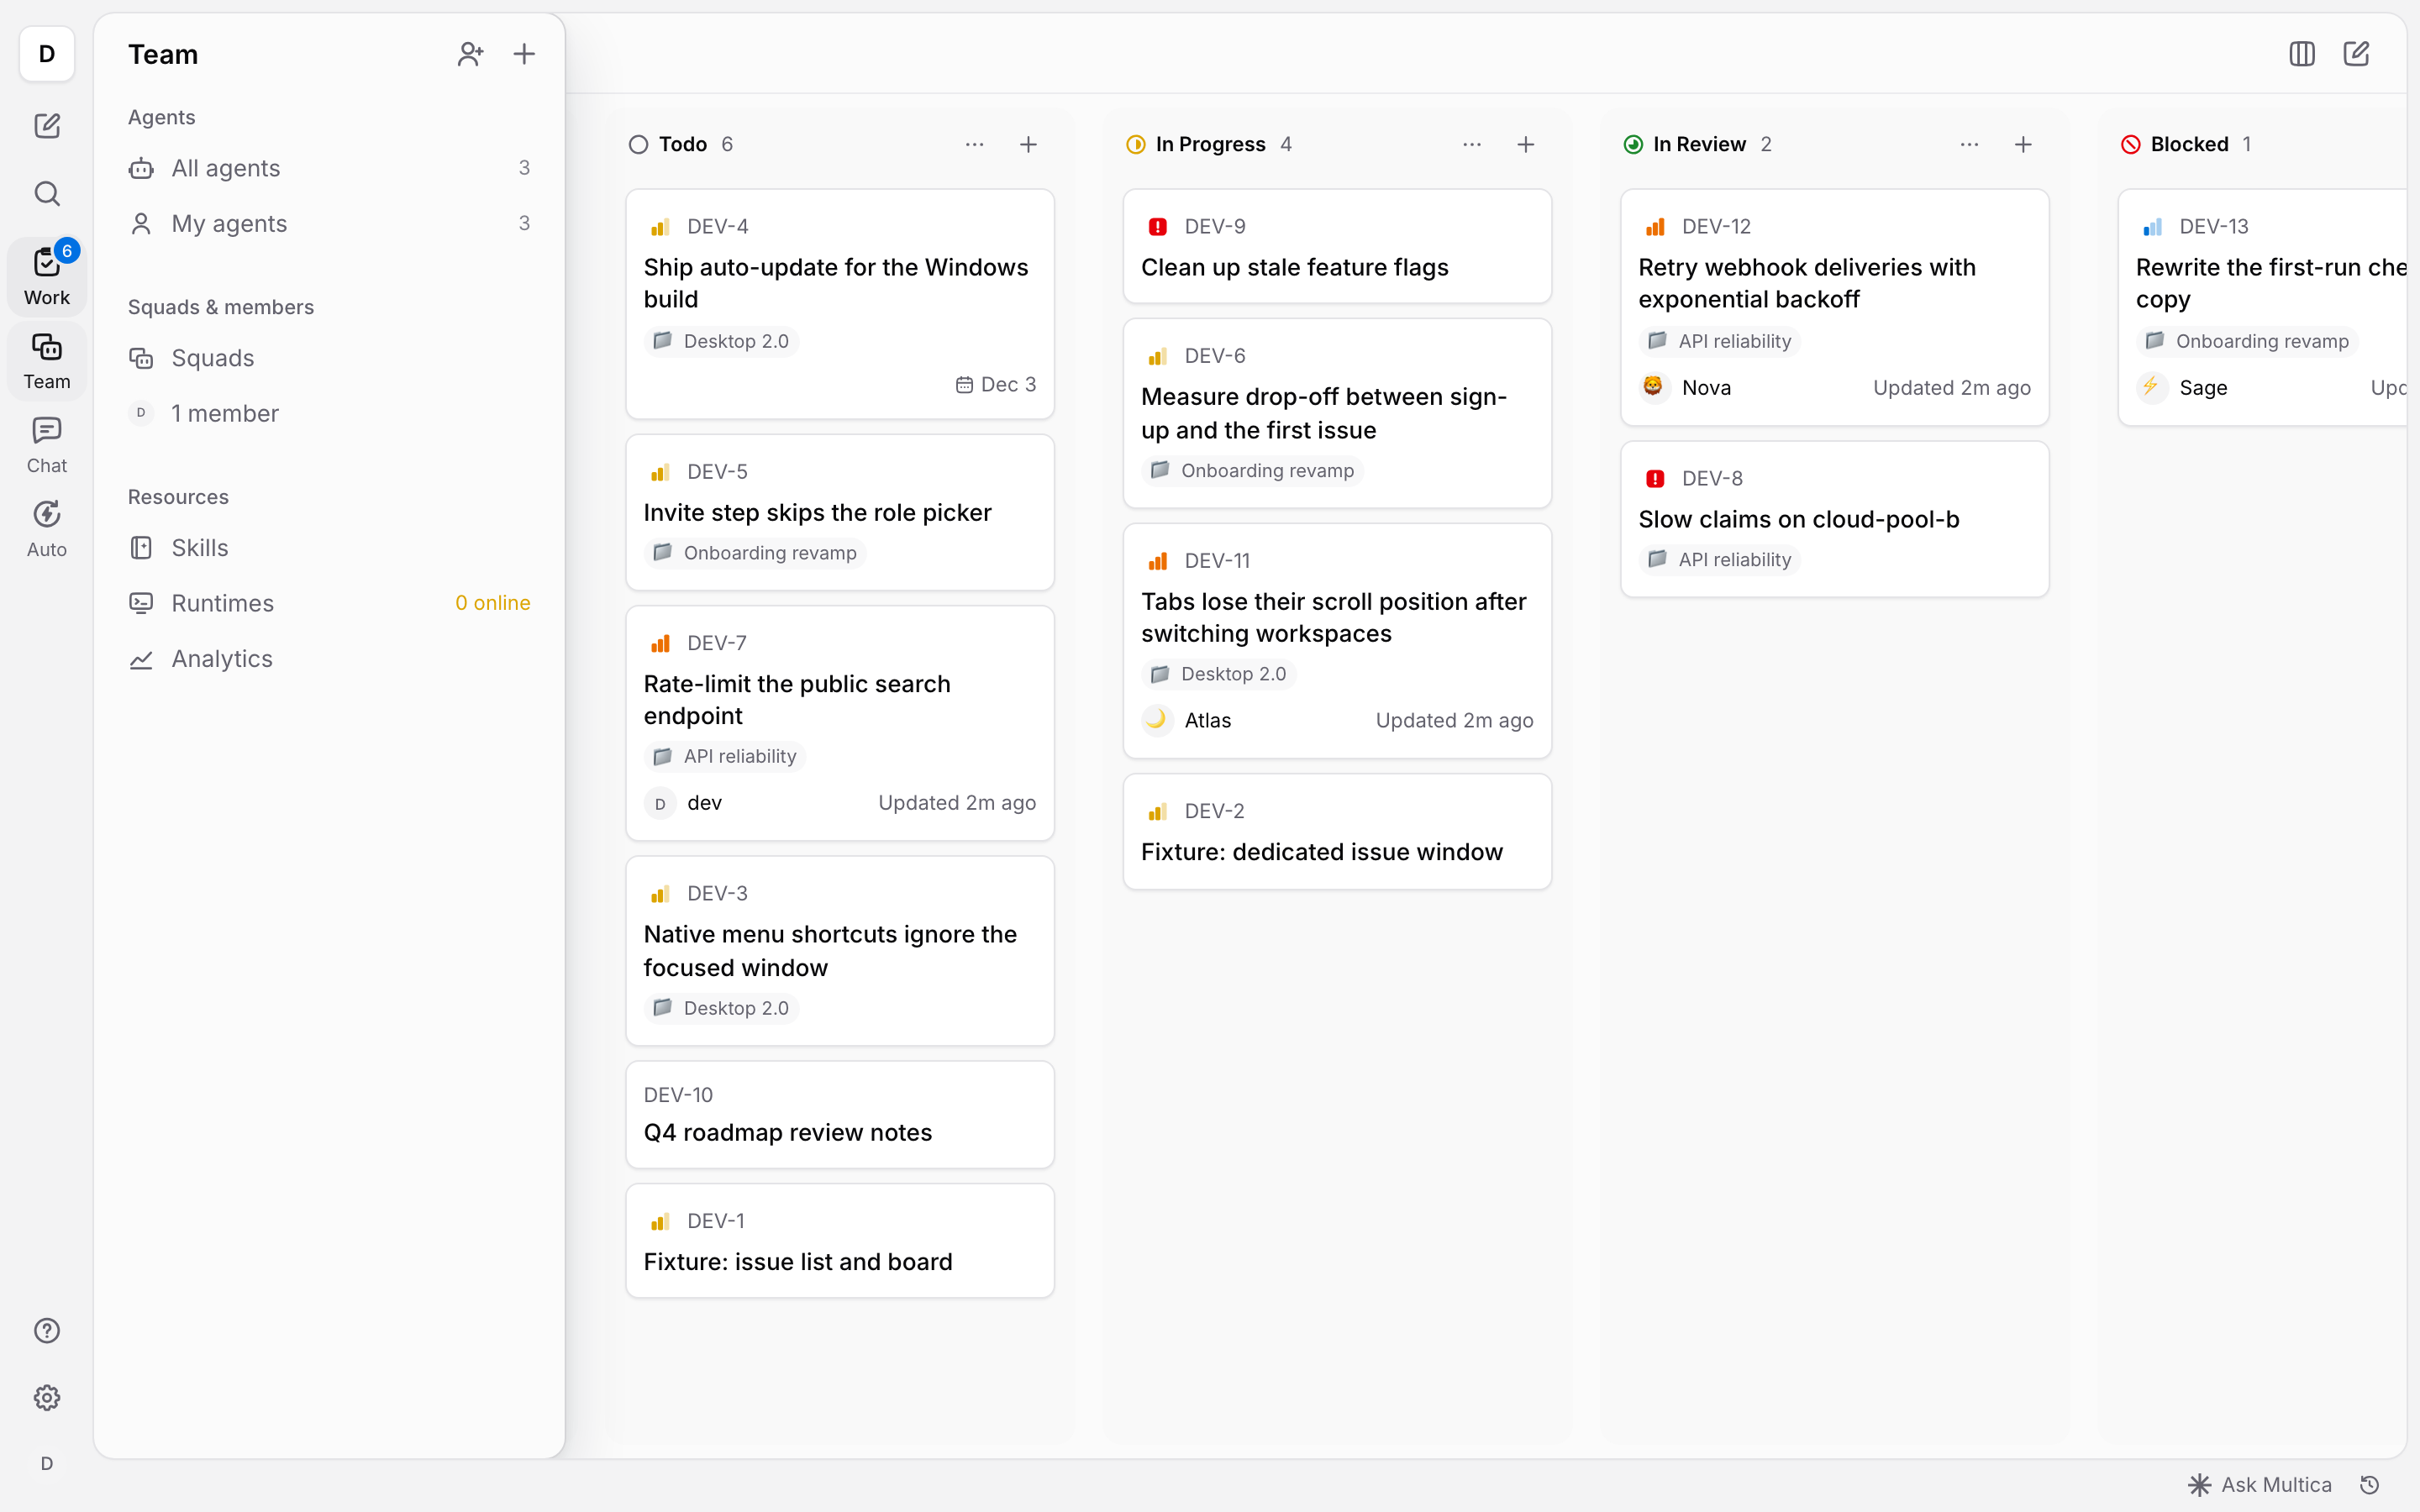 D
6
Work
Team
Chat
Auto
D
Team
Agents
All agents 3
My agents 3
Squads & members
Squads
D 1 member
Resources
Skills
Runtimes 0 online
Analytics
Todo 6
DEV-4
Ship auto-update for the Windows
build
Desktop 2.0
Dec 3
DEV-5
Invite step skips the role picker
Onboarding revamp
DEV-7
Rate-limit the public search
endpoint
API reliability
D dev Updated 2m ago
DEV-3
Native menu shortcuts ignore the
focused window
Desktop 2.0
DEV-10
Q4 roadmap review notes
DEV-1
Fixture: issue list and board
In Progress 4
DEV-9
Clean up stale feature flags
DEV-6
Measure drop-off between sign-
up and the first issue
Onboarding revamp
DEV-11
Tabs lose their scroll position after
switching workspaces
Desktop 2.0
Atlas Updated 2m ago
DEV-2
Fixture: dedicated issue window
In Review 2
DEV-12
Retry webhook deliveries with
exponential backoff
API reliability
Nova Updated 2m ago
DEV-8
Slow claims on cloud-pool-b
API reliability
Blocked 1
DEV-13
Rewrite the first-run che
copy
Onboarding revamp
Sage Upd
Ask Multica